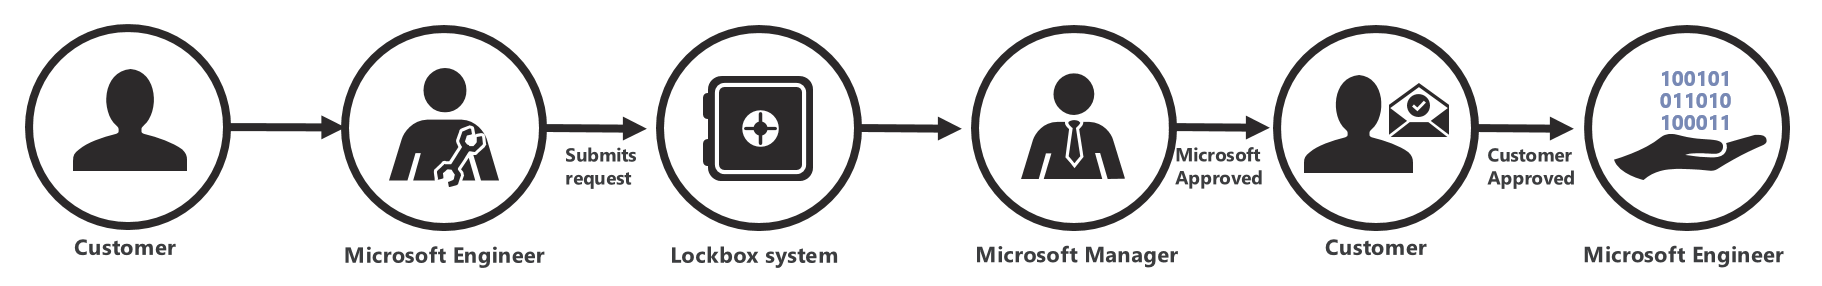 100101
011010
100011
Submits
request
Microsoft
Approved
Customer
Approved
Customer
Microsoft Engineer
Lockbox system
Microsoft Manager
Customer
Microsoft Engineer